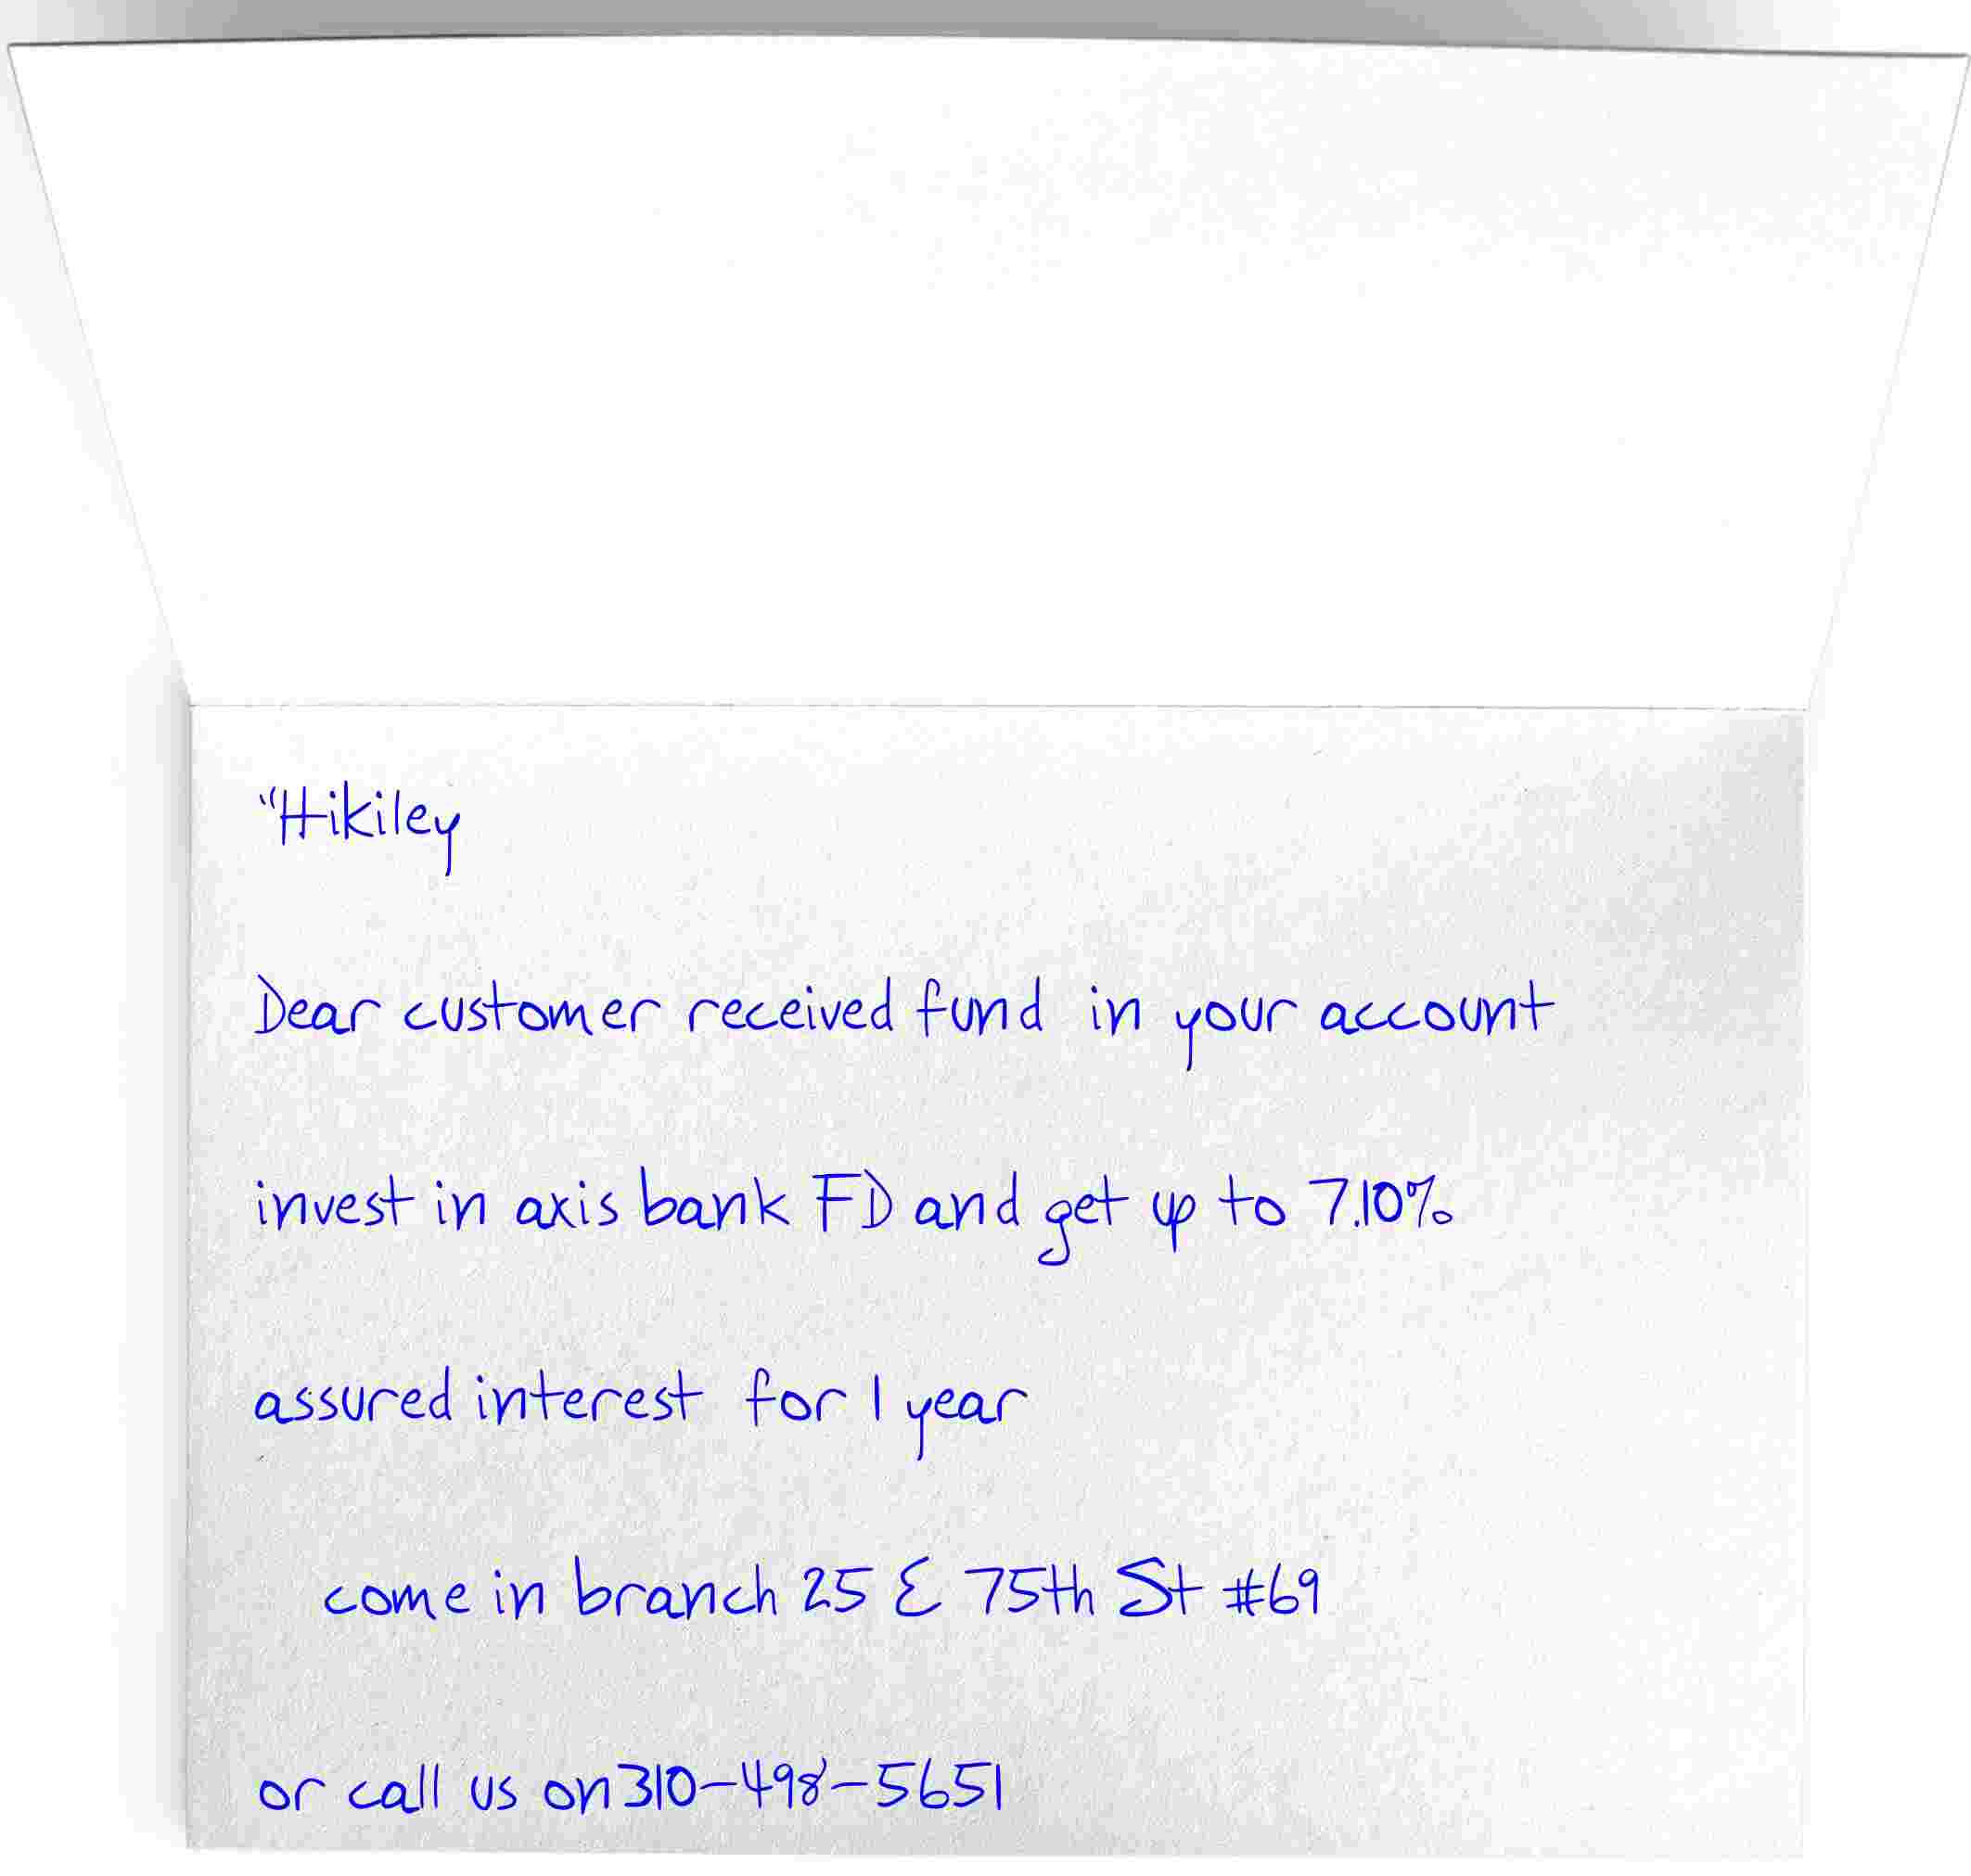 "Hikiley
Dear customer received fund in your account
invest in axis bank FD and get up to 7.10%
assured interest for 1 year
come in branch 25 E 75th St #69
or call us on 310-498-5651